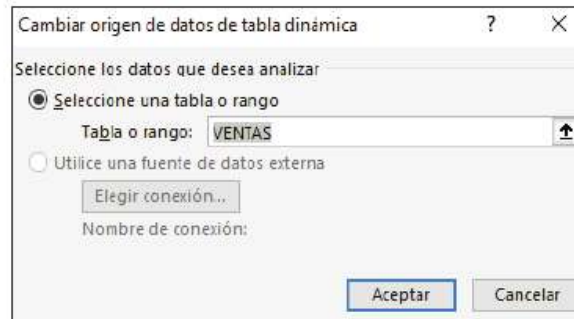 Cambiar origen de datos de tabla dinámica ? ×
Seleccione los datos que desea analizar
Seleccione una tabla o rango
Tabla o rango: VENTAS
Utilice una fuente de datos externa
Elegir conexión...
Nombre de conexión:
Aceptar Cancelar